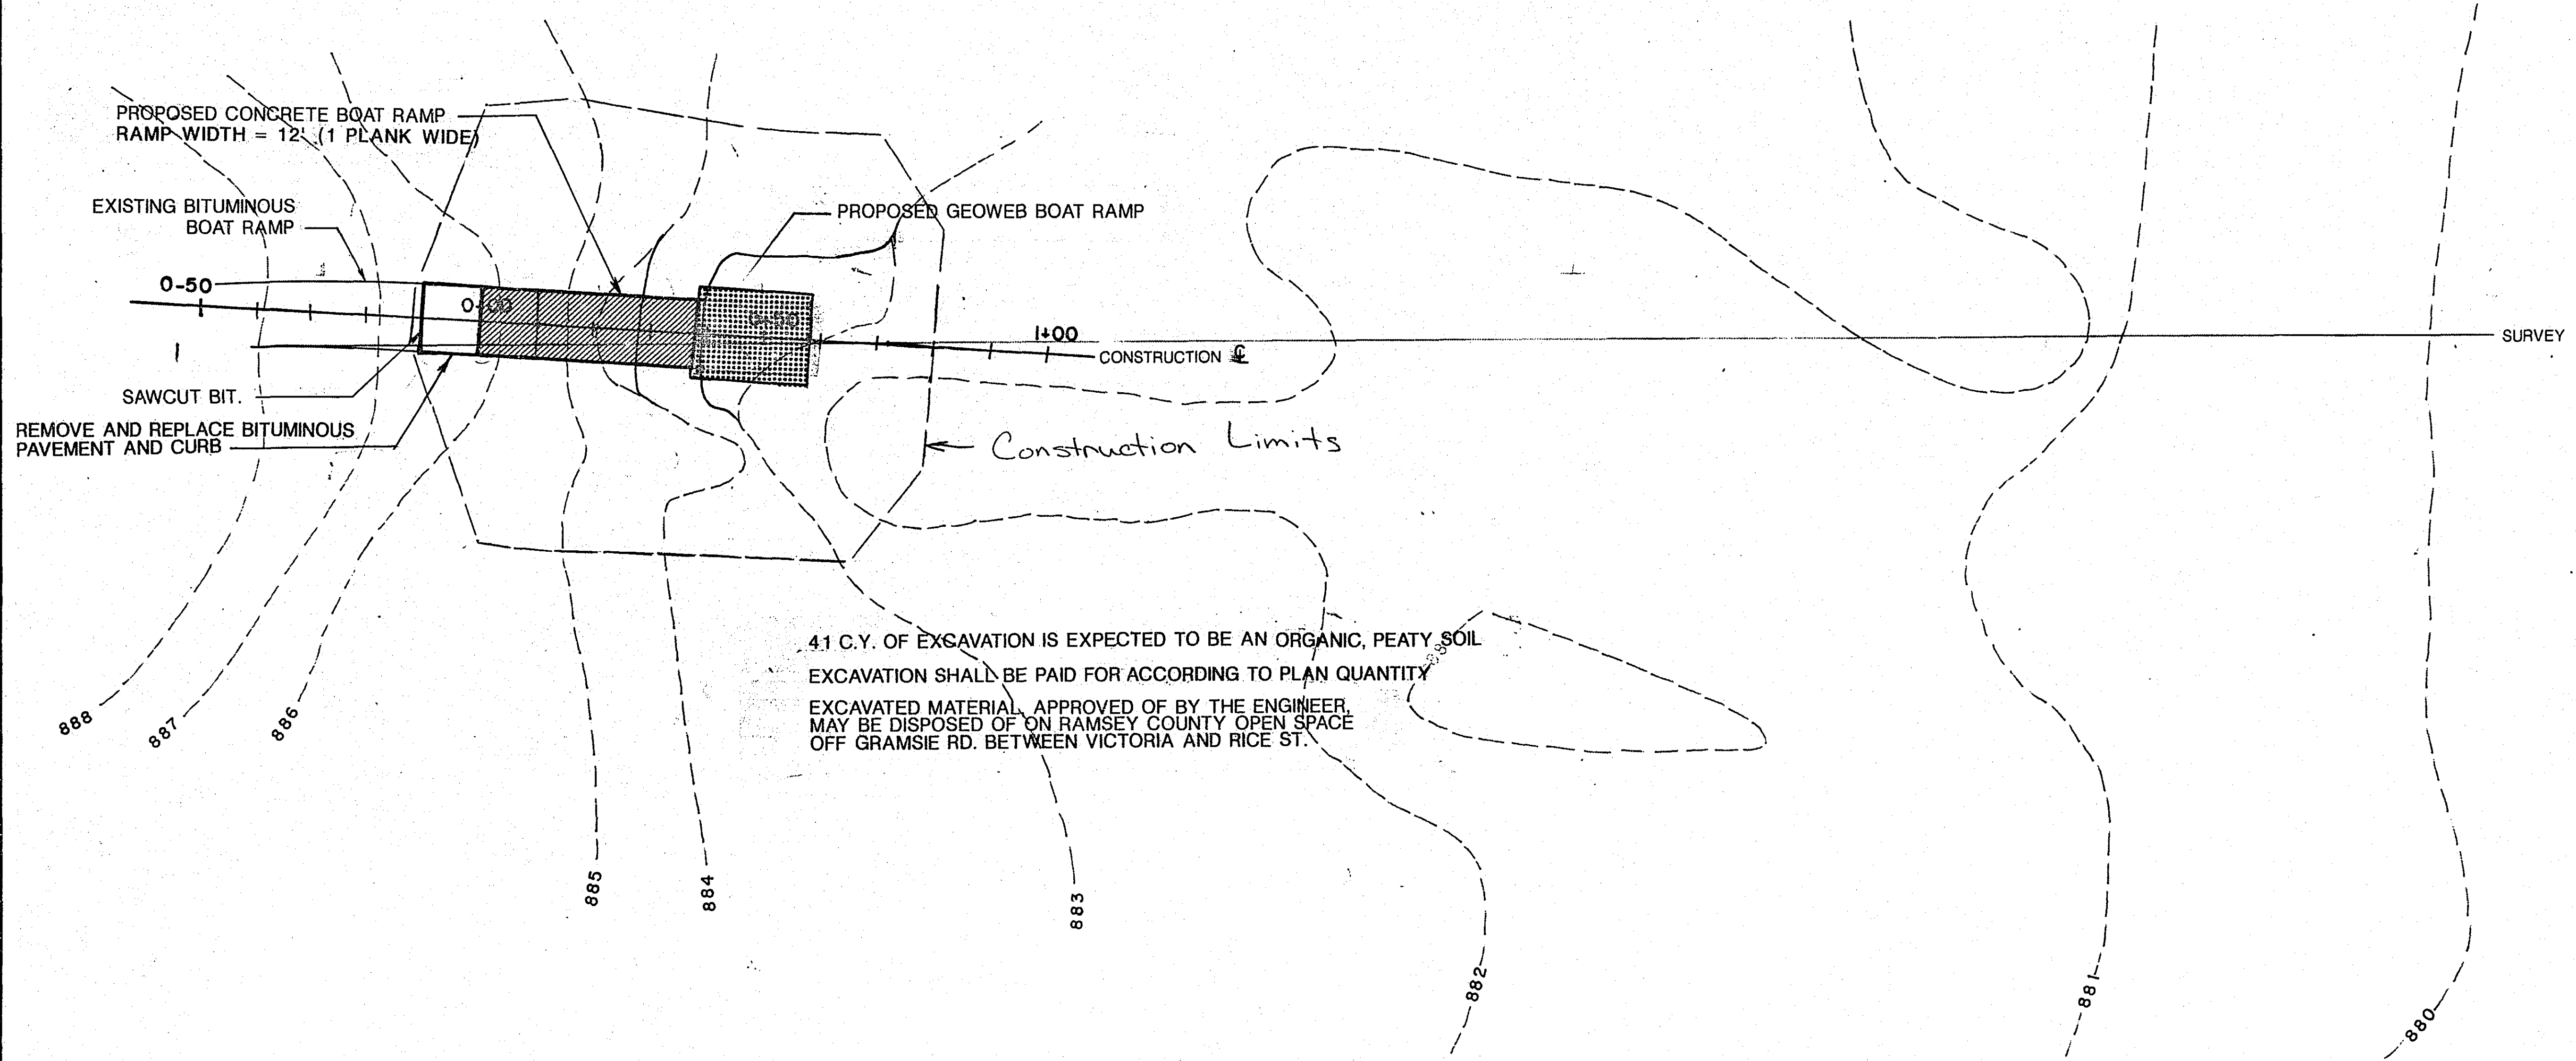 PROPOSED CONCRETE BOAT RAMP
RAMP WIDTH = 12' (1 PLANK WIDE)
EXISTING BITUMINOUS
BOAT RAMP
PROPOSED GEOWEB BOAT RAMP
0-50
0+00
0+50
1+00
CONSTRUCTION ℄
SURVEY
SAWCUT BIT.
REMOVE AND REPLACE BITUMINOUS
PAVEMENT AND CURB
Construction Limits
41 C.Y. OF EXCAVATION IS EXPECTED TO BE AN ORGANIC, PEATY SOIL
EXCAVATION SHALL BE PAID FOR ACCORDING TO PLAN QUANTITY
EXCAVATED MATERIAL, APPROVED OF BY THE ENGINEER,
MAY BE DISPOSED OF ON RAMSEY COUNTY OPEN SPACE
OFF GRAMSIE RD. BETWEEN VICTORIA AND RICE ST.
888
887
886
885
884
883
882
881
880